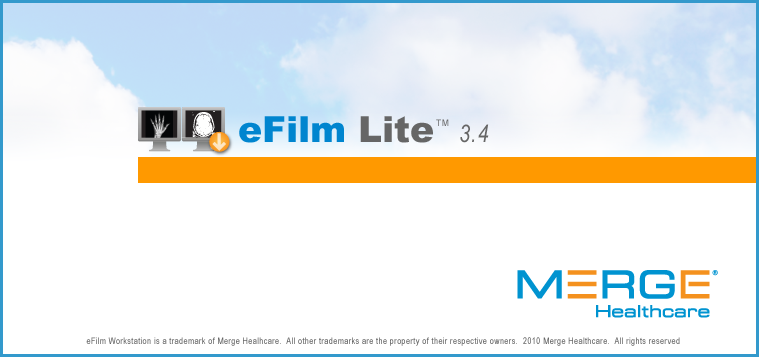 eFilm Lite™ 3.4
MERGE®
Healthcare
eFilm Workstation is a trademark of Merge Healhcare. All other trademarks are the property of their respective owners. 2010 Merge Healthcare. All rights reserved